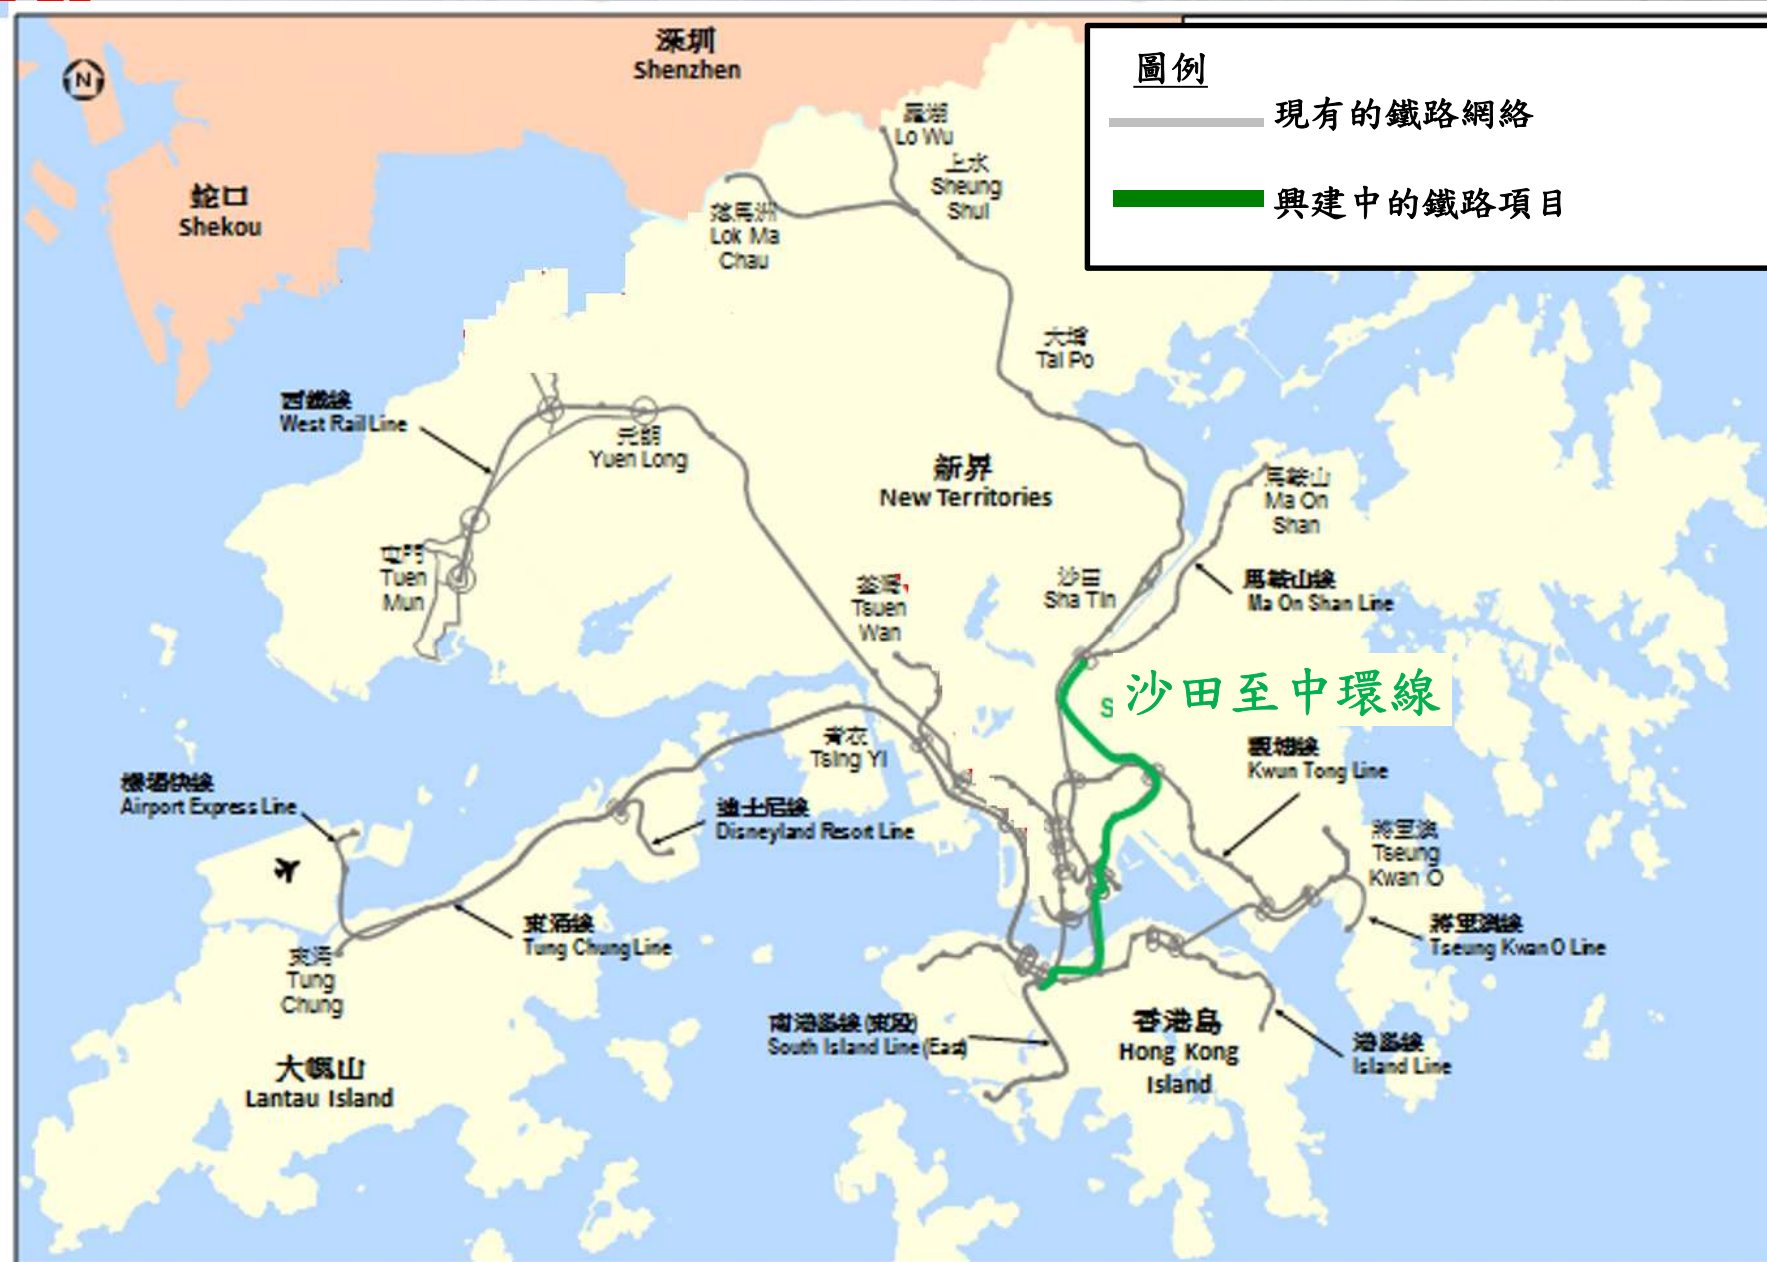 深圳
Shenzhen
圖例
現有的鐵路網絡
興建中的鐵路項目
蛇口
Shekou
羅湖
Lo Wu
上水
Sheung
Shui
落馬洲
Lok Ma
Chau
大埔
Tai Po
西鐵綫
West Rail Line
元朗
Yuen Long
新界
New Territories
馬鞍山
Ma On
Shan
屯門
Tuen
Mun
荃灣
Tsuen
Wan
沙田
Sha Tin
馬鞍山綫
Ma On Shan Line
S
沙田至中環線
青衣
Tsing Yi
觀塘綫
Kwun Tong Line
機場快綫
Airport Express Line
迪士尼綫
Disneyland Resort Line
將軍澳
Tseung
Kwan O
東涌綫
Tung Chung Line
將軍澳綫
Tseung Kwan O Line
東涌
Tung
Chung
南港島綫(東段)
South Island Line (East)
香港島
Hong Kong
Island
港島綫
Island Line
大嶼山
Lantau Island
N